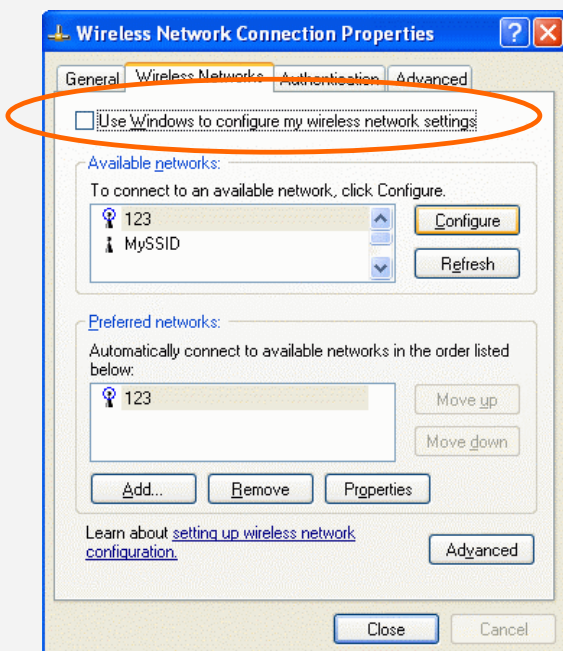 Wireless Network Connection Properties
General Wireless Networks Authentication Advanced
Use Windows to configure my wireless network settings
Available networks:
To connect to an available network, click Configure.
123
Configure
MySSID
Refresh
Preferred networks:
Automatically connect to available networks in the order listed
below:
123
Move up
Move down
Add... Remove Properties
Learn about setting up wireless network
configuration.
Advanced
Close Cancel